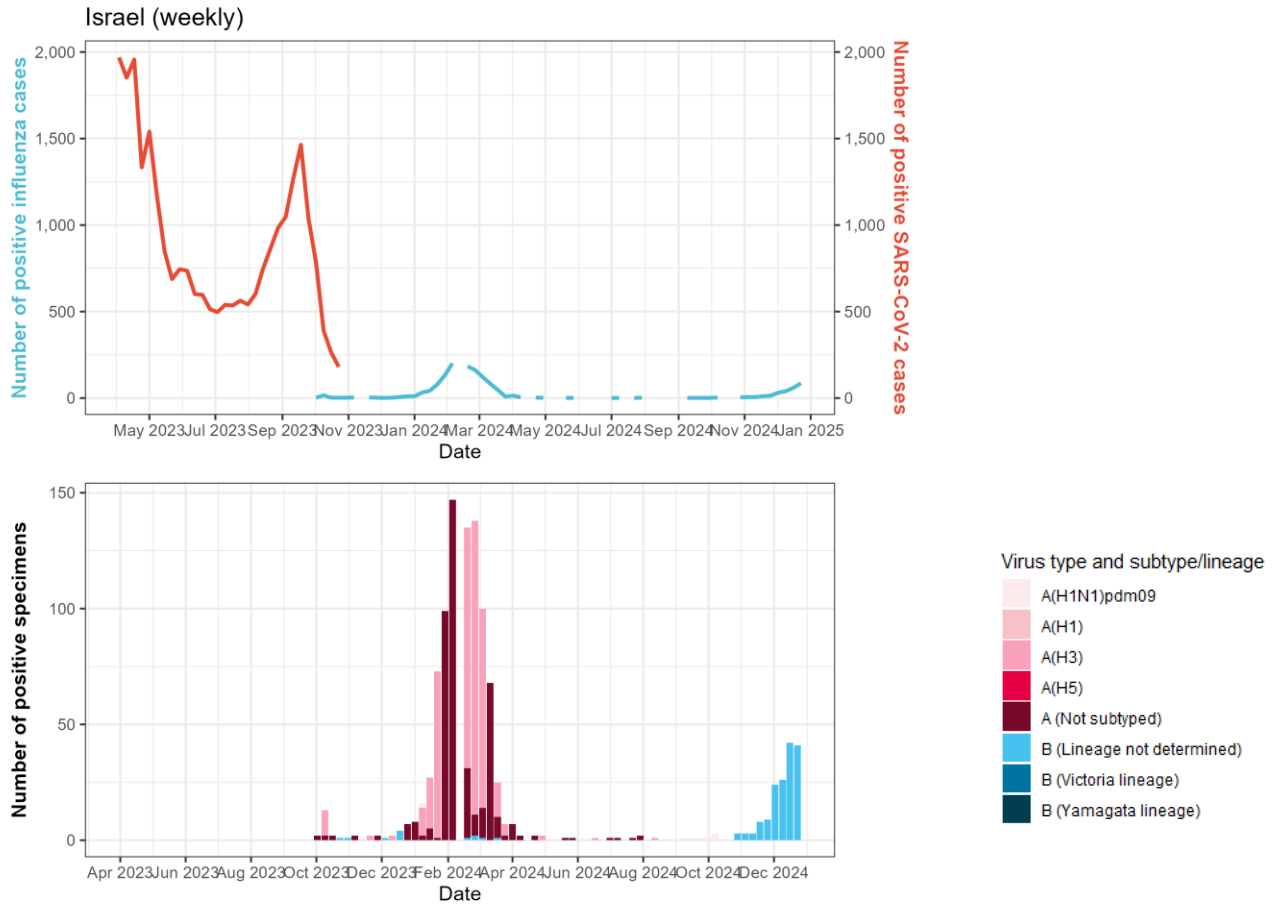 Israel (weekly)
Number of positive influenza cases
2,000
1,500
1,000
500
0
2,000
1,500
1,000
500
0
Number of positive SARS-CoV-2 cases
May 2023 Jul 2023 Sep 2023 Nov 2023 Jan 2024 Mar 2024 May 2024 Jul 2024 Sep 2024 Nov 2024 Jan 2025
Date
Number of positive specimens
150
100
50
0
Apr 2023 Jun 2023 Aug 2023 Oct 2023 Dec 2023 Feb 2024 Apr 2024 Jun 2024 Aug 2024 Oct 2024 Dec 2024
Date
Virus type and subtype/lineage
A(H1N1)pdm09
A(H1)
A(H3)
A(H5)
A (Not subtyped)
B (Lineage not determined)
B (Victoria lineage)
B (Yamagata lineage)